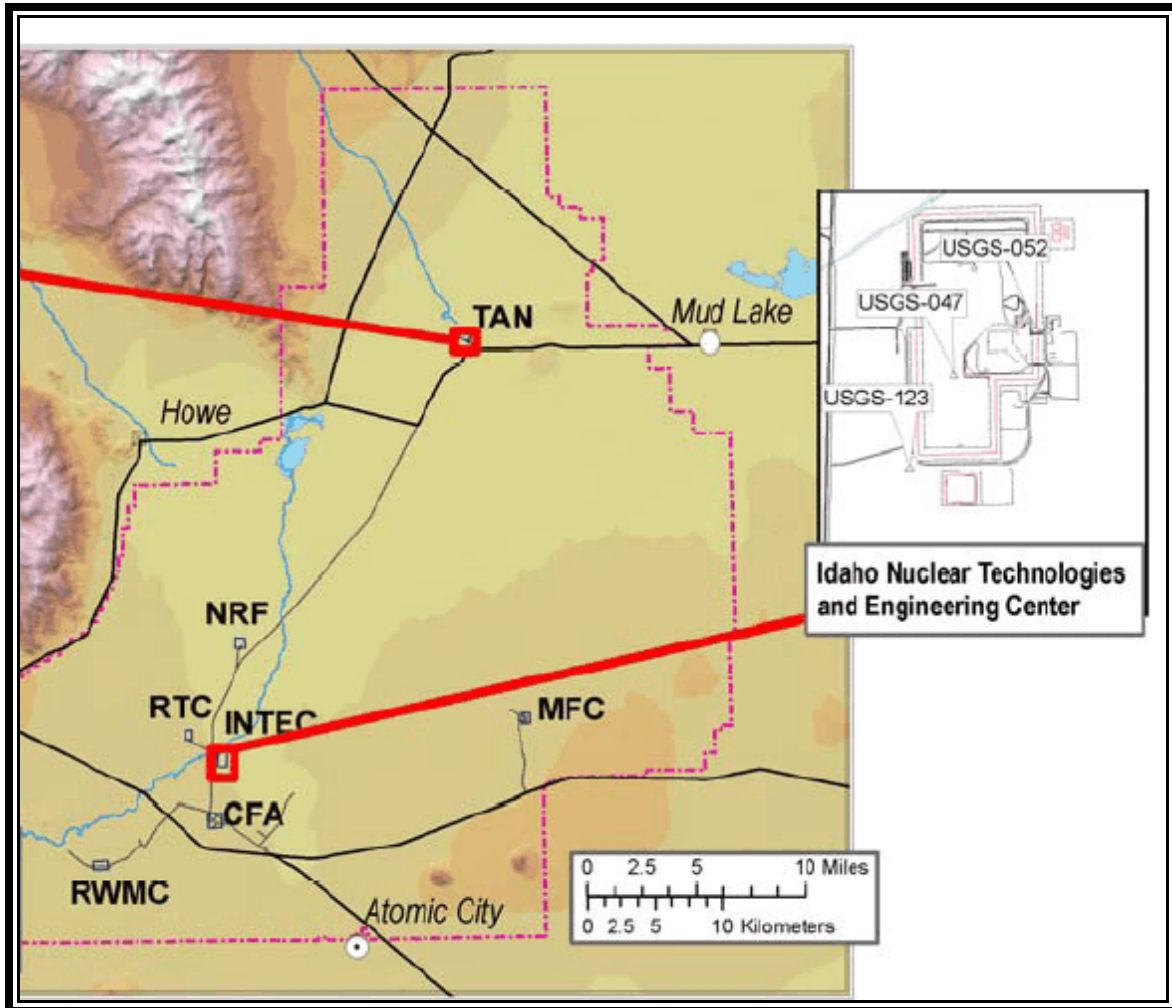 TAN
Mud Lake
Howe
USGS-052
USGS-047
USGS-123
Idaho Nuclear Technologies
and Engineering Center
NRF
RTC
INTEC
MFC
CFA
RWMC
Atomic City
0 2.5 5 10 Miles
0 2.5 5 10 Kilometers